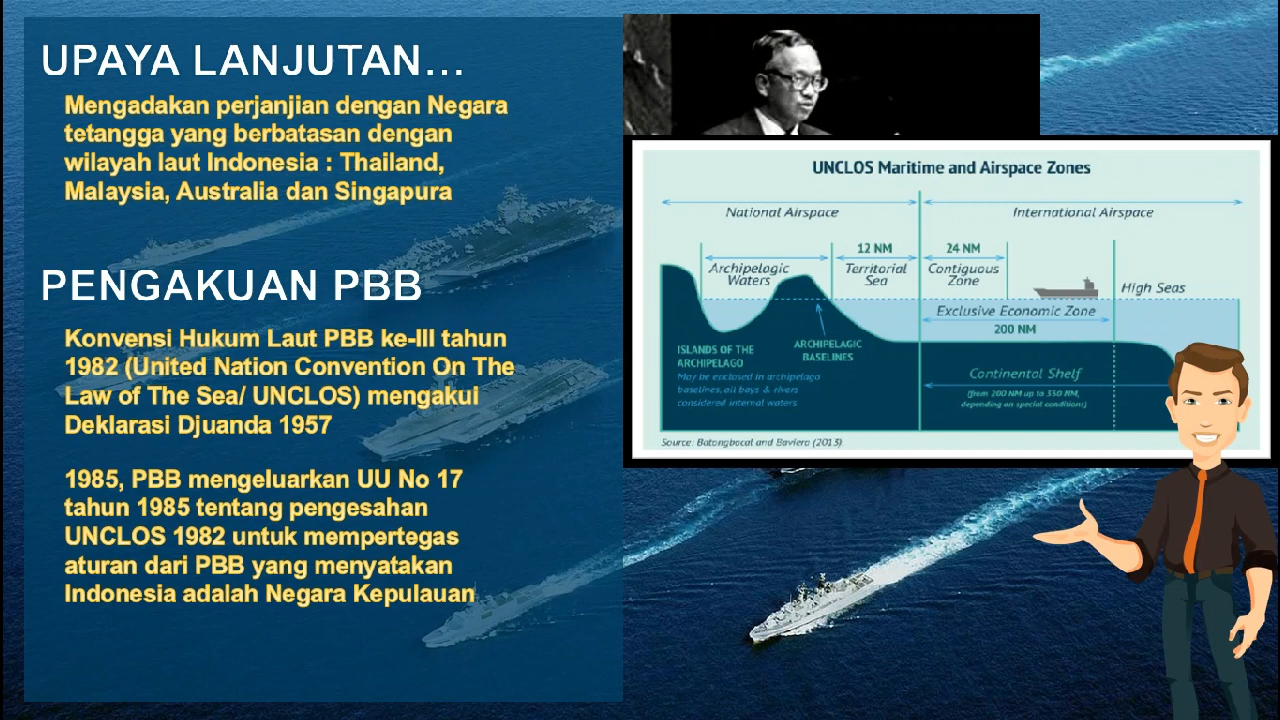 UPAYA LANJUTAN...
Mengadakan perjanjian dengan Negara
tetangga yang berbatasan dengan
wilayah laut Indonesia : Thailand,
Malaysia, Australia dan Singapura
PENGAKUAN PBB
Konvensi Hukum Laut PBB ke-III tahun
1982 (United Nation Convention On The
Law of The Sea/ UNCLOS) mengakui
Deklarasi Djuanda 1957
1985, PBB mengeluarkan UU No 17
tahun 1985 tentang pengesahan
UNCLOS 1982 untuk mempertegas
aturan dari PBB yang menyatakan
Indonesia adalah Negara Kepulauan
UNCLOS Maritime and Airspace Zones
National Airspace
International Airspace
12 NM
24 NM
Archipelogic
Waters
Territorial
Sea
Contiguous
Zone
High Seas
Exclusive Economic Zone
200 NM
ISLANDS OF THE
ARCHIPELAGO
May be enclosed in archipelago
baselines, all bays & rivers
considered internal waters
ARCHIPELAGIC
BASELINES
Continental Shelf
(from 200 NM up to 350 NM,
depending on special conditions)
Source: Batongbacal and Baviera (2013).